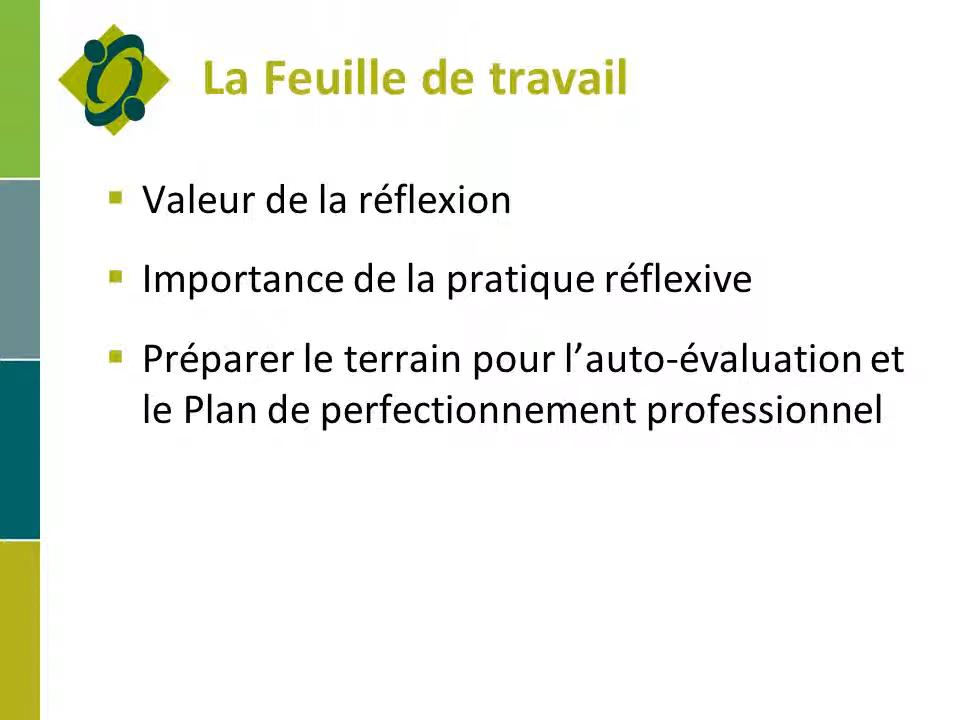 La Feuille de travail
Valeur de la réflexion
Importance de la pratique réflexive
Préparer le terrain pour l’auto-évaluation et
le Plan de perfectionnement professionnel